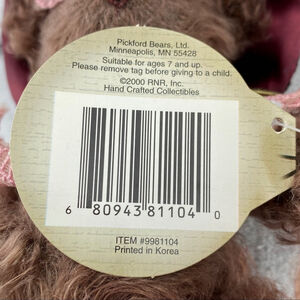 Pickford Bears, Ltd.
Minneapolis, MN 55428
Suitable for ages 7 and up.
Please remove tag before giving to a child.
©2000 RNR, Inc.
Hand Crafted Collectibles
6 80943 81104 0
ITEM #9981104
Printed in Korea